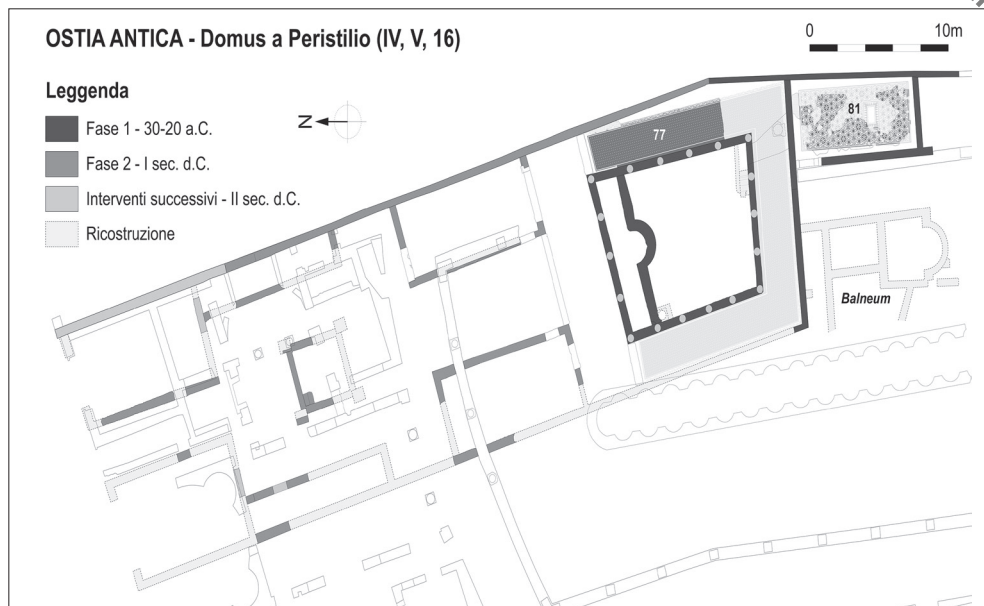 OSTIA ANTICA - Domus a Peristilio (IV, V, 16)
0 10m
Leggenda
Fase 1 - 30-20 a.C.
Fase 2 - I sec. d.C.
Interventi successivi - II sec. d.C.
Ricostruzione
N
77
81
Balneum